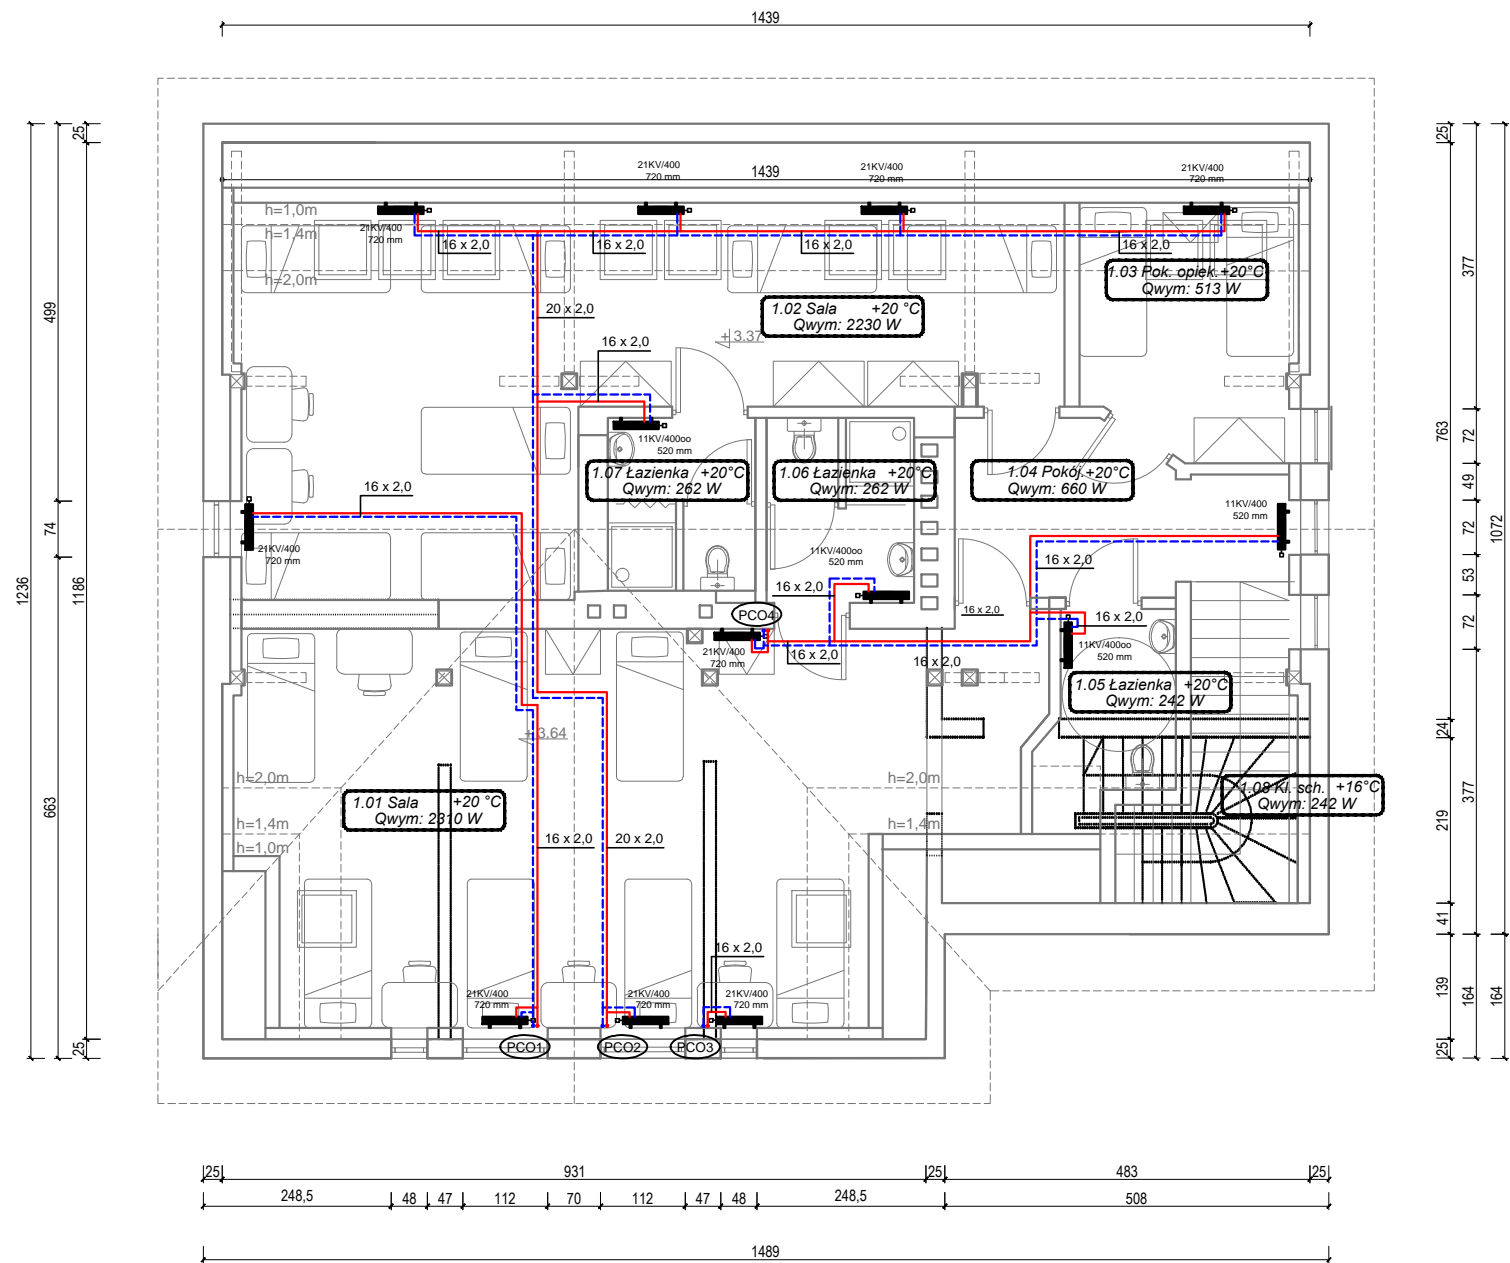 1439
1439
21KV/400
720 mm
21KV/400
720 mm
21KV/400
720 mm
21KV/400
720 mm
h=1,0m
h=1,4m
h=2,0m
16 x 2,0
16 x 2,0
16 x 2,0
16 x 2,0
1.03 Pok. opiek.+20°C
Qwym: 513 W
1.02 Sala +20 °C
Qwym: 2230 W
20 x 2,0
+ 3.37
16 x 2,0
11KV/400oo
520 mm
1.07 Łazienka +20°C
Qwym: 262 W
1.06 Łazienka +20°C
Qwym: 262 W
1.04 Pokój.+20°C
Qwym: 660 W
16 x 2,0
21KV/400
720 mm
11KV/400
520 mm
11KV/400oo
520 mm
16 x 2,0
16 x 2,0
16 x 2,0
16 x 2,0
PCO4
21KV/400
720 mm
16 x 2,0
16 x 2,0
11KV/400oo
520 mm
1.05 Łazienka +20°C
Qwym: 242 W
+ 3.64
h=2,0m
h=1,4m
h=1,0m
h=2,0m
h=1,4m
1.01 Sala +20 °C
Qwym: 2310 W
1.08 Kl. sch. +16°C
Qwym: 242 W
16 x 2,0
20 x 2,0
16 x 2,0
21KV/400
720 mm
21KV/400
720 mm
21KV/400
720 mm
PCO1
PCO2
PCO3
1236
499
74
663
25
1186
25
25
763
24
219
41
139
25
377
72
49
72
53
72
377
164
1072
164
25
931
25
483
25
248,5
48
47
112
70
112
47
48
248,5
508
1489